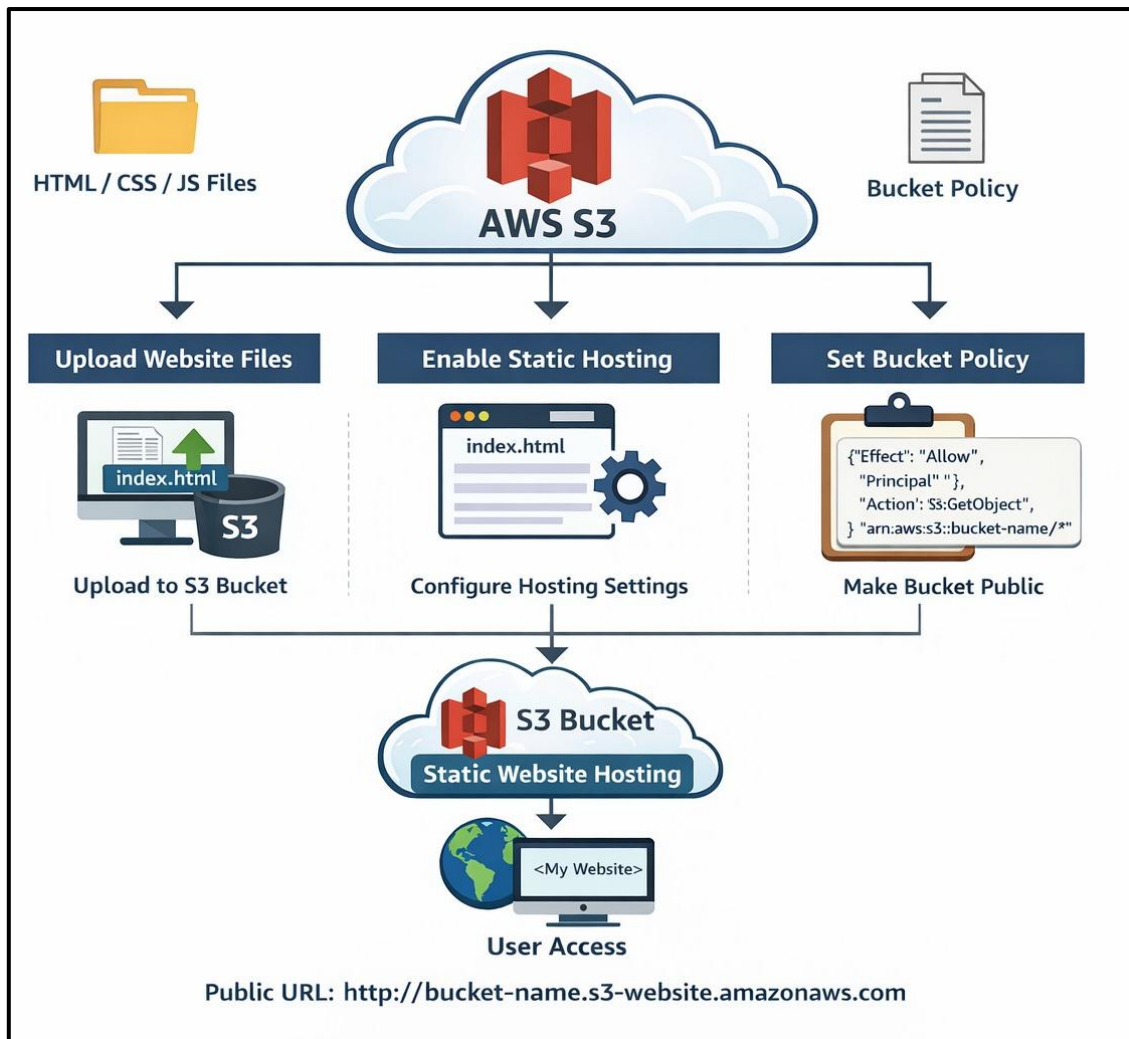 HTML / CSS / JS Files
AWS S3
Bucket Policy
Upload Website Files
Enable Static Hosting
Set Bucket Policy
index.html
S3
Upload to S3 Bucket
index.html
Configure Hosting Settings
{"Effect": "Allow",
"Principal" " },
"Action': S3:GetObject",
} "arn:aws:s3::bucket-name/*"
Make Bucket Public
S3 Bucket
Static Website Hosting
<My Website>
User Access
Public URL: http://bucket-name.s3-website.amazonaws.com